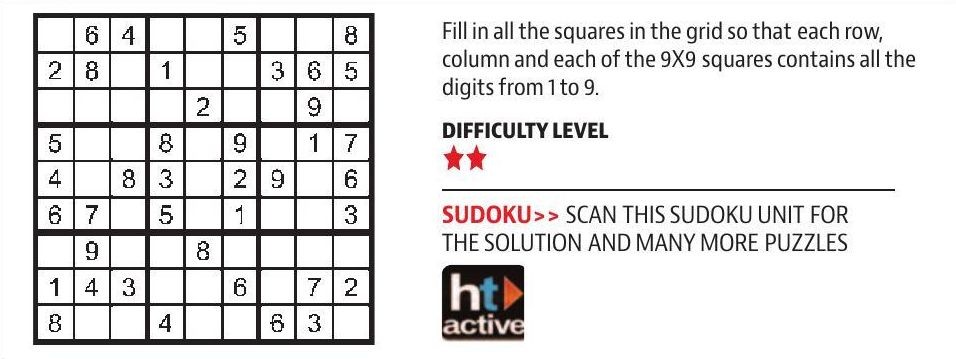 6 4 5 8
2 8 1 3 6 5
2 9
5 8 9 1 7
4 8 3 2 9 6
6 7 5 1 3
9 8
1 4 3 6 7 2
8 4 6 3
Fill in all the squares in the grid so that each row,
column and each of the 9X9 squares contains all the
digits from 1 to 9.
DIFFICULTY LEVEL
SUDOKU>> SCAN THIS SUDOKU UNIT FOR
THE SOLUTION AND MANY MORE PUZZLES
ht
active